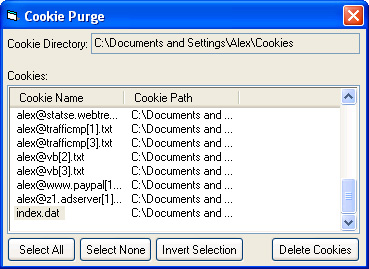 Cookie Purge
Cookie Directory: C:\Documents and Settings\Alex\Cookies
Cookies:
Cookie Name Cookie Path
alex@statse.webtre... C:\Documents and ...
alex@trafficmp[1].txt C:\Documents and ...
alex@trafficmp[3].txt C:\Documents and ...
alex@vb[2].txt C:\Documents and ...
alex@vb[3].txt C:\Documents and ...
alex@www.paypal[1... C:\Documents and ...
alex@z1.adserver[1]... C:\Documents and ...
index.dat C:\Documents and ...
Select All Select None Invert Selection Delete Cookies